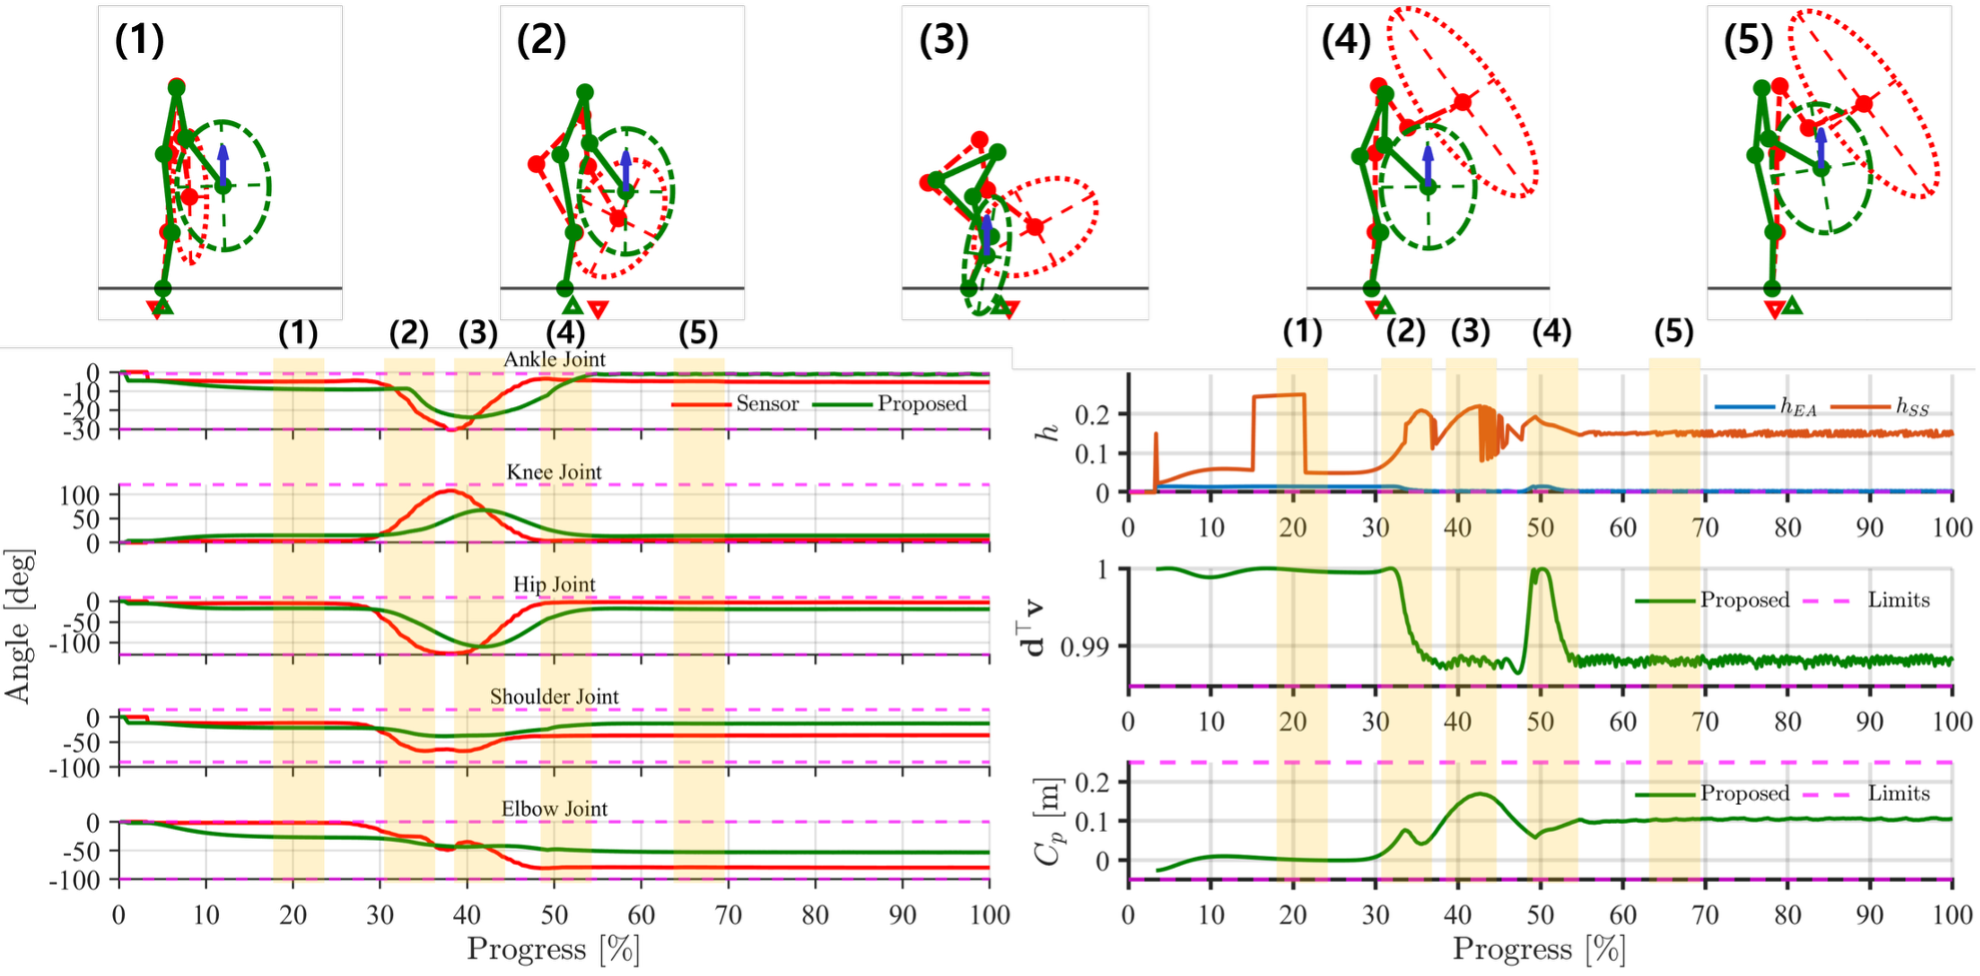 (1)
(2)
(3)
(4)
(5)
(1)
(2)
(3)
(4)
(5)
Ankle Joint
0
-10
-20
-30
Sensor
Proposed
Knee Joint
100
50
0
Hip Joint
0
-50
-100
Shoulder Joint
0
-50
-100
Elbow Joint
0
-50
-100
0 10 20 30 40 50 60 70 80 90 100
Progress [%]
Angle [deg]
(1)
(2)
(3)
(4)
(5)
h
0.2
0.1
0
h_EA
h_SS
0 10 20 30 40 50 60 70 80 90 100
d⊤v
1
0.99
Proposed
Limits
0 10 20 30 40 50 60 70 80 90 100
C_p [m]
0.2
0.1
0
Proposed
Limits
0 10 20 30 40 50 60 70 80 90 100
Progress [%]